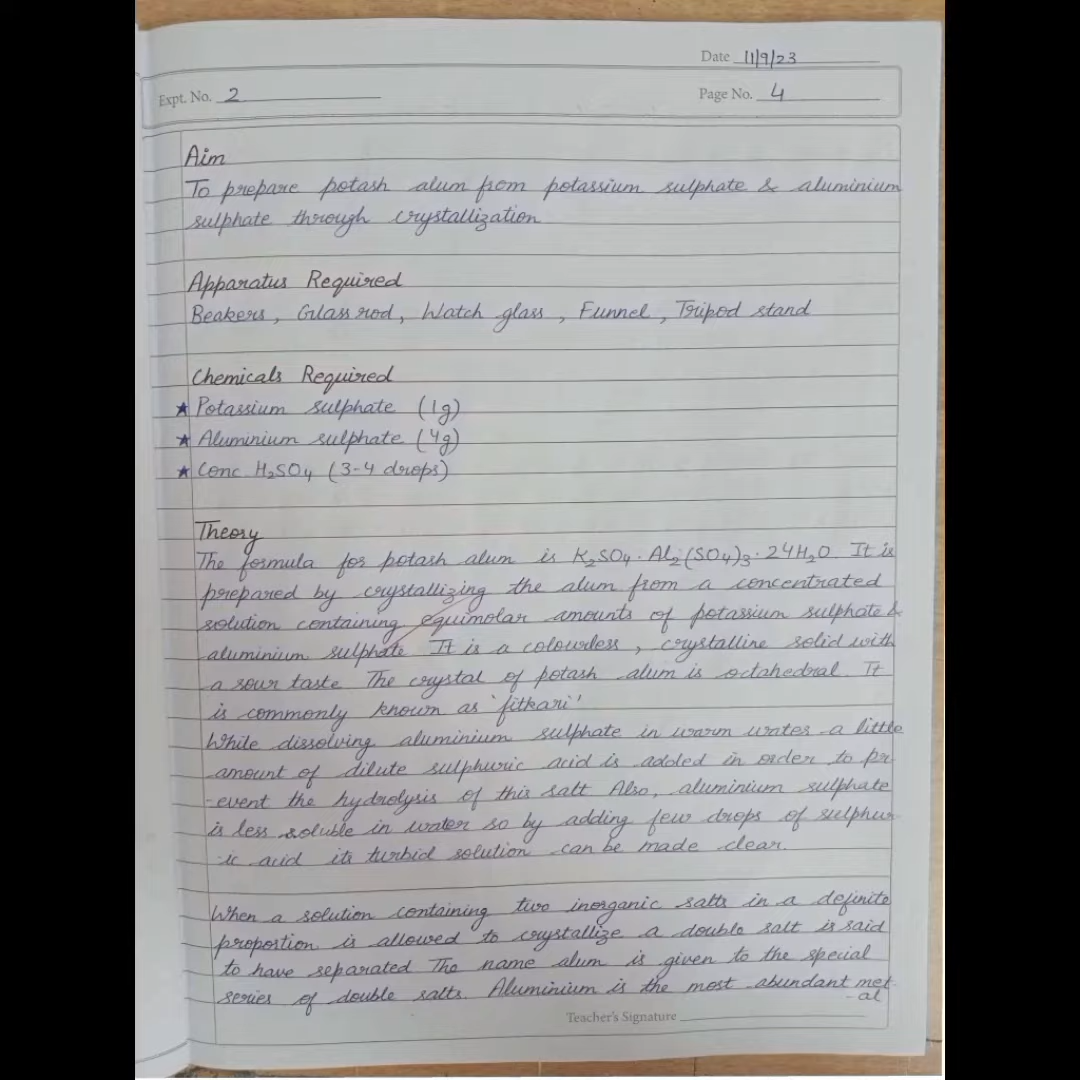 Date 11/9/23
Expt. No. 2
Page No. 4
Aim
To prepare potash alum from potassium sulphate & aluminium
sulphate through crystallization
Apparatus Required
Beakers, Glass rod, Watch glass, Funnel, Tripod stand
Chemicals Required
★ Potassium sulphate (1g)
★ Aluminium sulphate (4g)
★ Conc. H₂SO₄ (3-4 drops)
Theory
The formula for potash alum is K₂SO₄. Al₂(SO₄)₃. 24H₂O. It is
prepared by crystallizing the alum from a concentrated
solution containing equimolar amounts of potassium sulphate &
aluminium sulphate. It is a colourless, crystalline solid with
a sour taste. The crystal of potash alum is octahedral. It
is commonly known as 'fitkari'
While dissolving aluminium sulphate in warm water a little
amount of dilute sulphuric acid is added in order to pr
-event the hydrolysis of this salt. Also, aluminium sulphate
is less soluble in water so by adding few drops of sulphur
-ic acid its turbid solution can be made clear.
When a solution containing two inorganic salts in a definite
proportion is allowed to crystallize a double salt is said
to have separated. The name alum is given to the special
series of double salts. Aluminium is the most abundant met
-al
Teacher's Signature